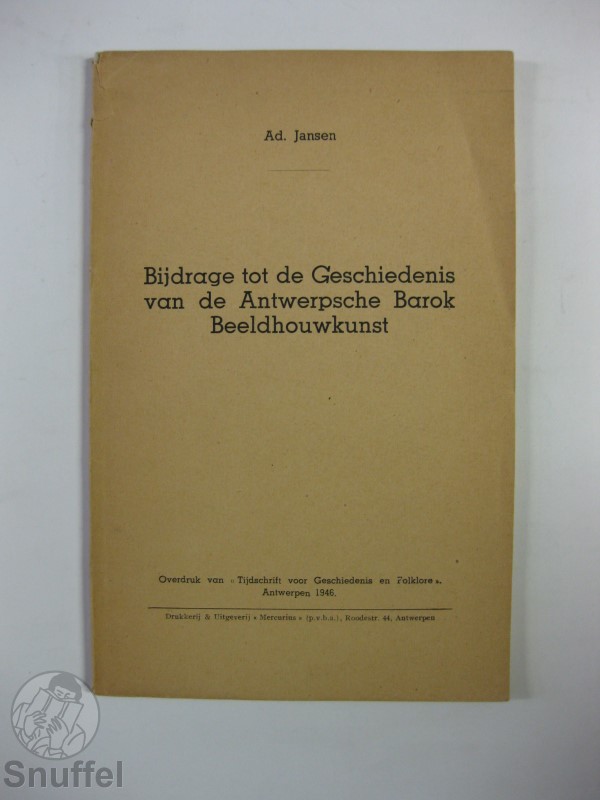 Ad. Jansen
Bijdrage tot de Geschiedenis
van de Antwerpsche Barok
Beeldhouwkunst
Overdruk van « Tijdschrift voor Geschiedenis en Folklore ».
Antwerpen 1946.
Drukkerij & Uitgeverij « Mercurius » (p.v.b.a.), Roodestr. 44, Antwerpen
Snuffel